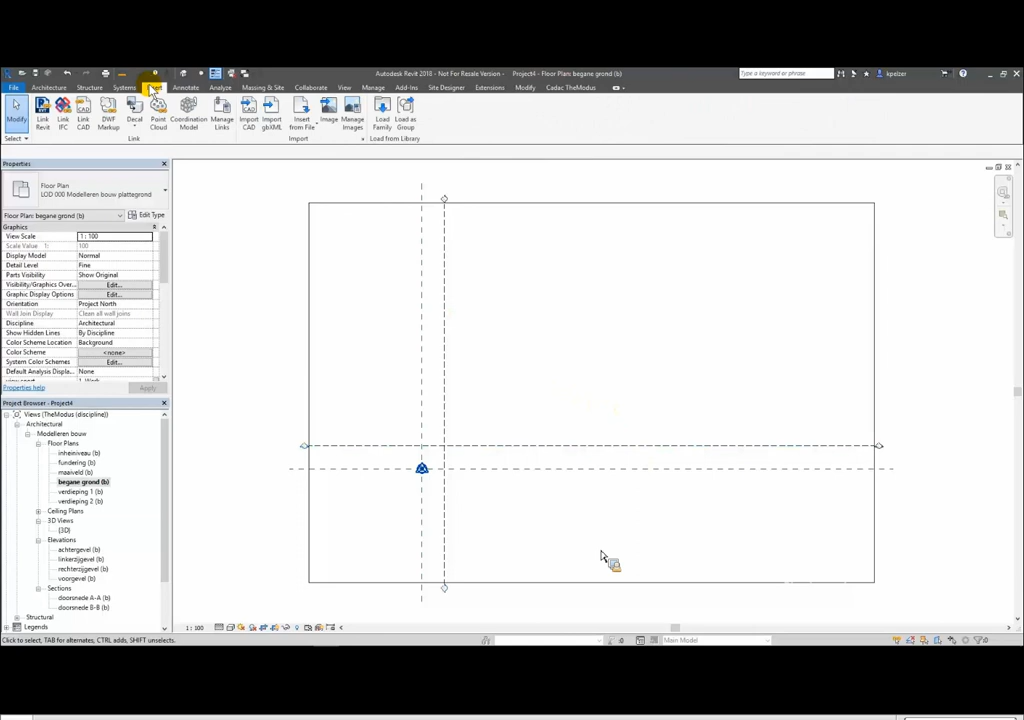 Autodesk Revit 2018 - Not For Resale Version - Project4 - Floor Plan: begane grond (b)
Type a keyword or phrase
kpeizer
File Architecture Structure Systems Annotate Analyze Massing & Site Collaborate View Manage Add-Ins Site Designer Extensions Modify Cadac TheModus
Modify
Link Revit
Link IFC
Link CAD
DWF Markup
Decal
Point Cloud
Coordination Model
Manage Links
Import CAD
Import gbXML
Insert from File
Image
Manage Images
Load Family
Load as Group
Select
Link
Import
Load from Library
Properties
Floor Plan
LOD 000 Modelleren bouw plattegrond
Floor Plan: begane grond (b)
Edit Type
Graphics
View Scale 1 : 100
Scale Value 1: 100
Display Model Normal
Detail Level Fine
Parts Visibility Show Original
Visibility/Graphics Over... Edit...
Graphic Display Options Edit...
Orientation Project North
Wall Join Display Clean all wall joins
Discipline Architectural
Show Hidden Lines By Discipline
Color Scheme Location Background
Color Scheme <none>
System Color Schemes Edit...
Default Analysis Displa... None
Properties help
Apply
Project Browser - Project4
Views (TheModus (discipline))
Architectural
Modelleren bouw
Floor Plans
inheiniveau (b)
fundering (b)
maaiveld (b)
begane grond (b)
verdieping 1 (b)
verdieping 2 (b)
Ceiling Plans
3D Views
{3D}
Elevations
achtergevel (b)
linkerzijgevel (b)
rechterzijgevel (b)
voorgevel (b)
Sections
doorsnede A-A (b)
doorsnede B-B (b)
Structural
Legends
1 : 100
Click to select, TAB for alternates, CTRL adds, SHIFT unselects.
:0
Main Model
:0